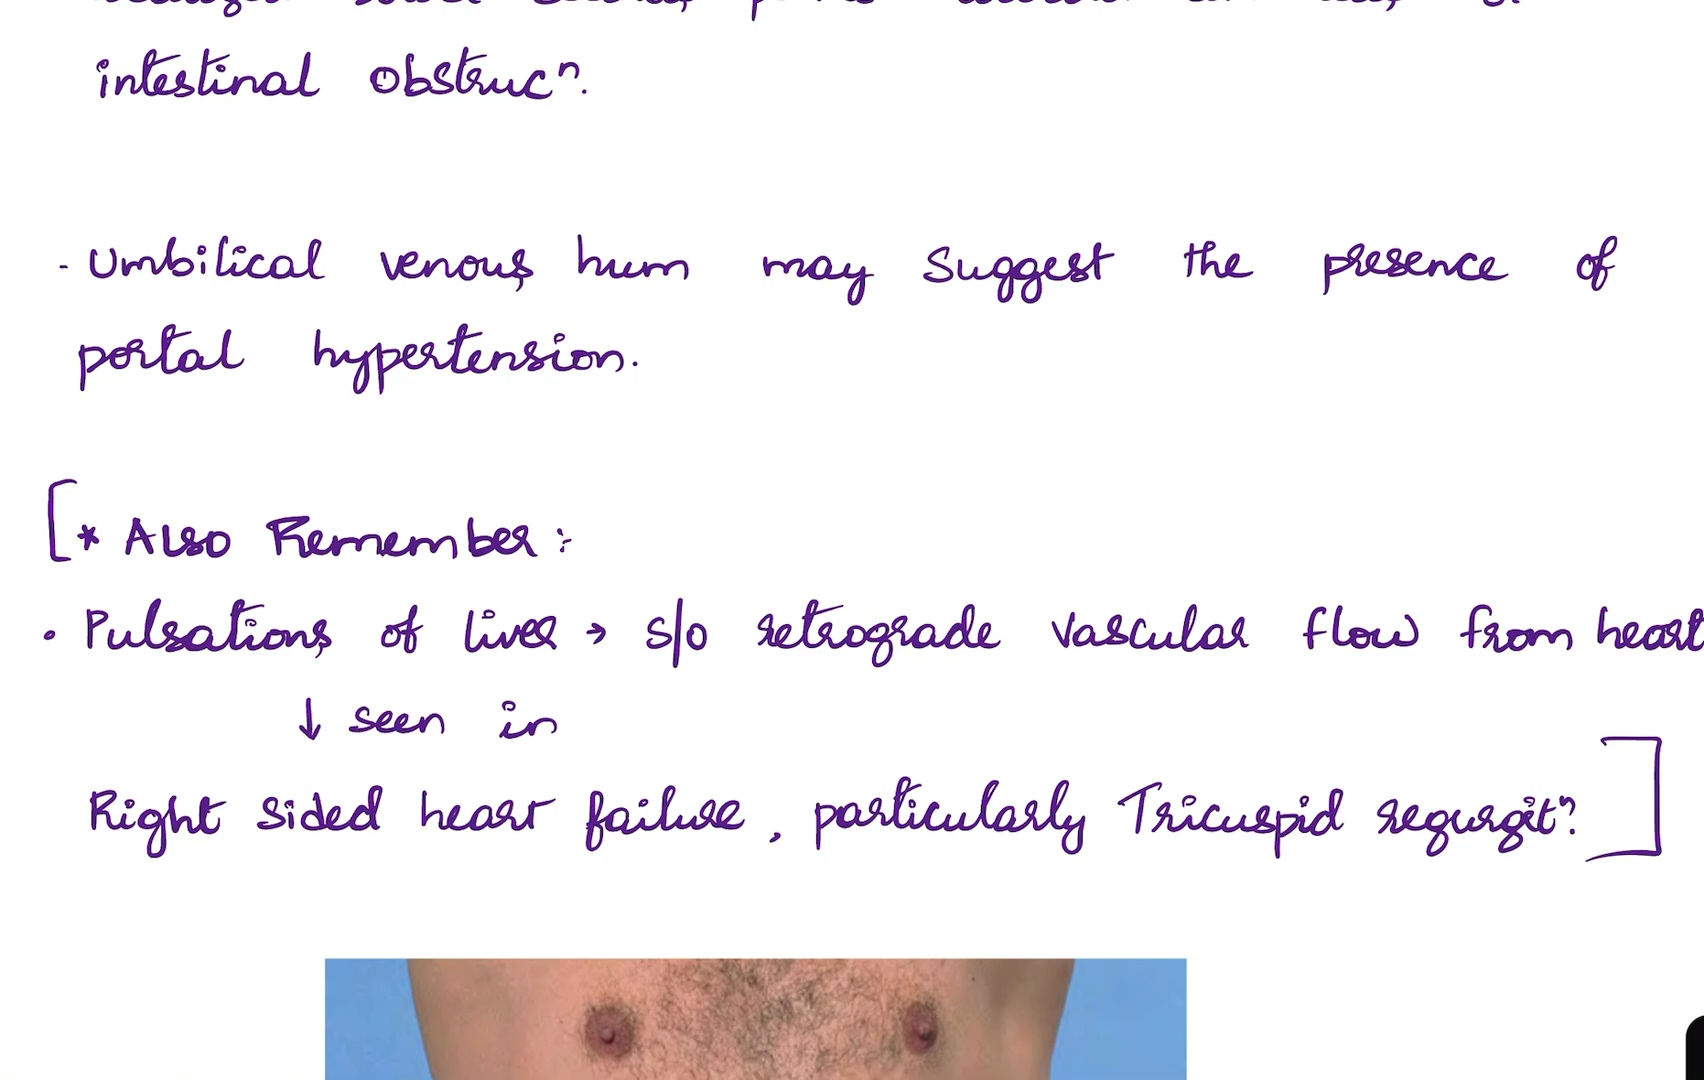 intestinal obstrucⁿ.
- Umbilical venous hum may suggest the presence of
portal hypertension.
[* Also Remember :-
• Pulsations of liver → s/o retrograde vascular flow from heart
↓ seen in
Right sided heart failure, particularly Tricuspid regurgitⁿ. ]